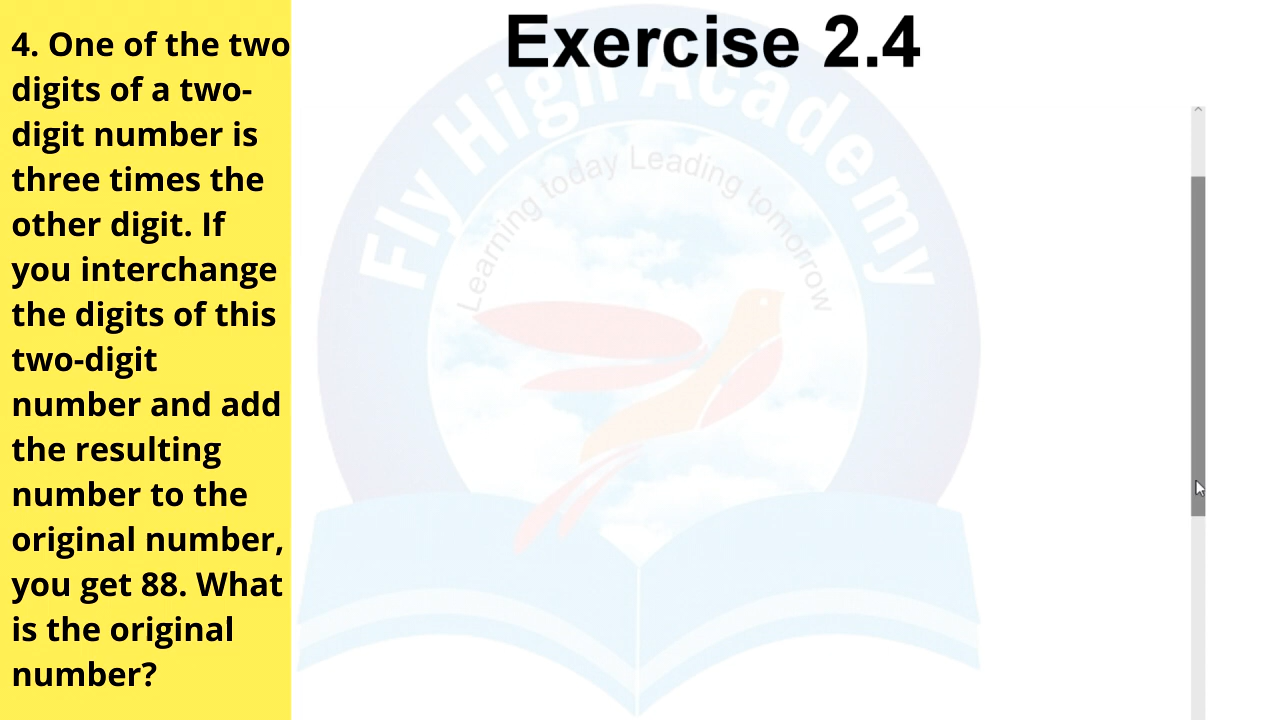 Exercise 2.4
4. One of the two
digits of a two-
digit number is
three times the
other digit. If
you interchange
the digits of this
two-digit
number and add
the resulting
number to the
original number,
you get 88. What
is the original
number?
Fly High Academy
Learning today Leading tomorrow